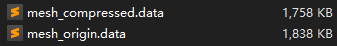 mesh_compressed.data 1,758 KB
mesh_origin.data 1,838 KB